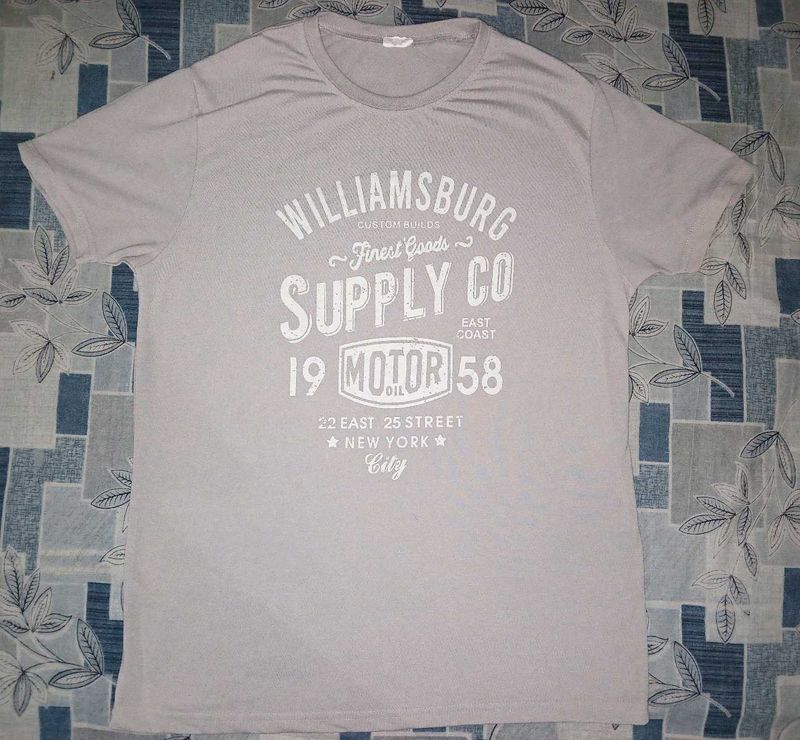 WILLIAMSBURG
CUSTOM BUILDS
~ Finest Goods ~
SUPPLY CO
EAST
COAST
19 MOTOR OIL 58
22 EAST 25 STREET
★ NEW YORK ★
City